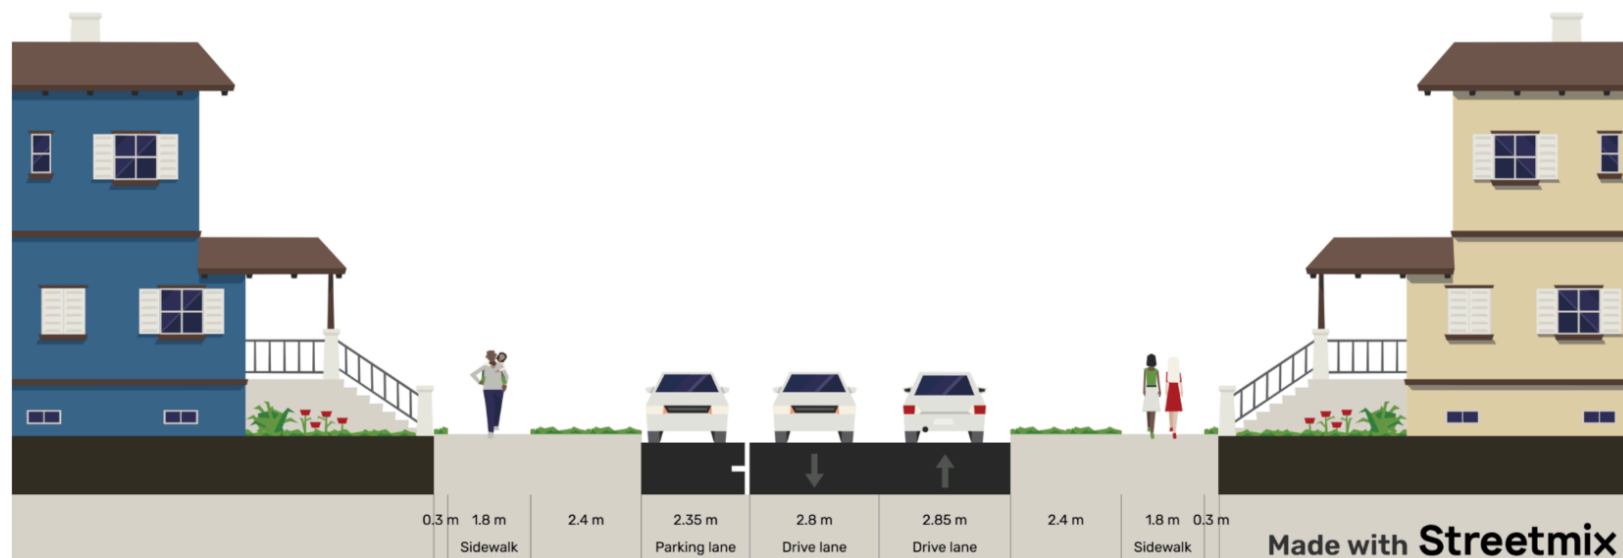 0.3 m 1.8 m 2.4 m 2.35 m 2.8 m 2.85 m 2.4 m 1.8 m 0.3 m
Sidewalk Parking lane Drive lane Drive lane Sidewalk
Made with Streetmix